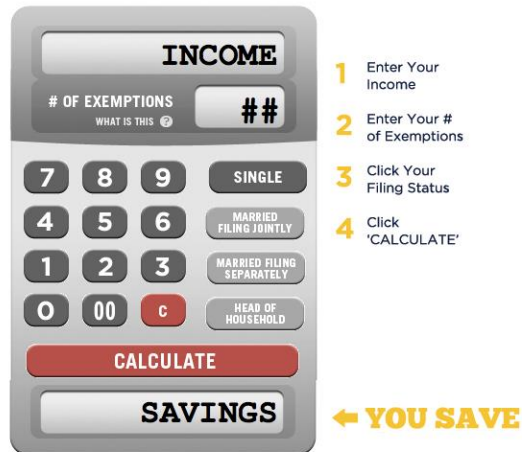 INCOME
# OF EXEMPTIONS
WHAT IS THIS ?
##
7 8 9 SINGLE
4 5 6 MARRIED
FILING JOINTLY
1 2 3 MARRIED FILING
SEPARATELY
0 00 C HEAD OF
HOUSEHOLD
CALCULATE
SAVINGS
1 Enter Your
Income
2 Enter Your #
of Exemptions
3 Click Your
Filing Status
4 Click
'CALCULATE'
YOU SAVE